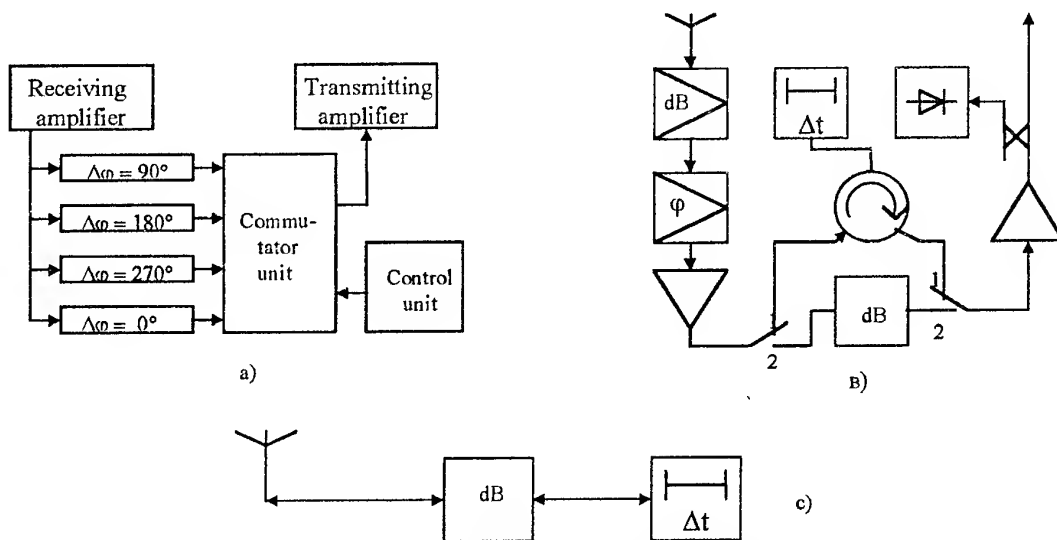 Receiving
amplifier
Transmitting
amplifier
Δφ = 90°
Δφ = 180°
Δφ = 270°
Δφ = 0°
Commu-
tator
unit
Control
unit
a)
dB
φ
Δt
1
2
dB
2
в)
dB
Δt
c)